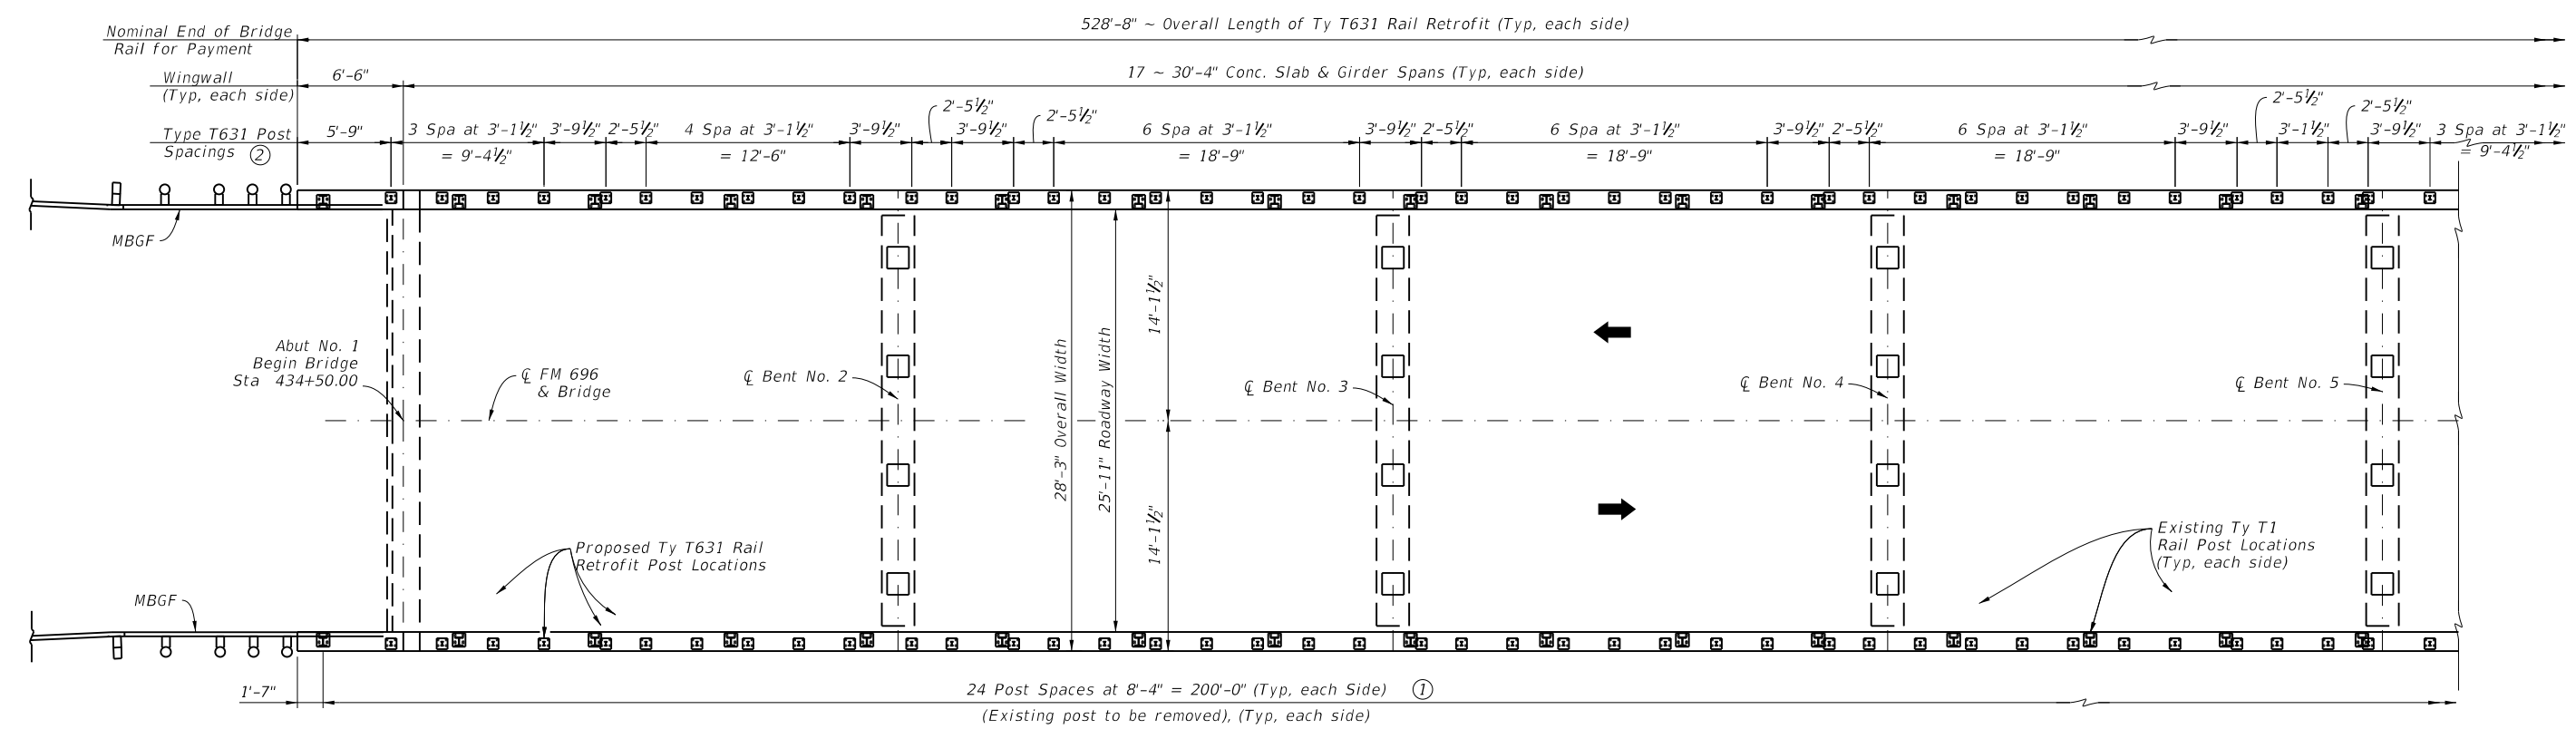 528'-8" ~ Overall Length of Ty T631 Rail Retrofit (Typ, each side)
Nominal End of Bridge
Rail for Payment
Wingwall
(Typ, each side)
6'-6"
17 ~ 30'-4" Conc. Slab & Girder Spans (Typ, each side)
Type T631 Post
Spacings ②
5'-9"
3 Spa at 3'-1½"
= 9'-4½"
3'-9½"
2'-5½"
4 Spa at 3'-1½"
= 12'-6"
3'-9½"
2'-5½"
3'-9½"
2'-5½"
6 Spa at 3'-1½"
= 18'-9"
3'-9½"
2'-5½"
6 Spa at 3'-1½"
= 18'-9"
3'-9½"
2'-5½"
6 Spa at 3'-1½"
= 18'-9"
3'-9½"
2'-5½"
3'-1½"
2'-5½"
3'-9½"
3 Spa at 3'-1½"
= 9'-4½"
MBGF
Abut No. 1
Begin Bridge
Sta 434+50.00
℄ FM 696
& Bridge
℄ Bent No. 2
28'-3" Overall Width
25'-11" Roadway Width
14'-1½"
14'-1½"
℄ Bent No. 3
℄ Bent No. 4
℄ Bent No. 5
Proposed Ty T631 Rail
Retrofit Post Locations
Existing Ty T1
Rail Post Locations
(Typ, each side)
MBGF
1'-7"
24 Post Spaces at 8'-4" = 200'-0" (Typ, each Side) ①
(Existing post to be removed), (Typ, each side)